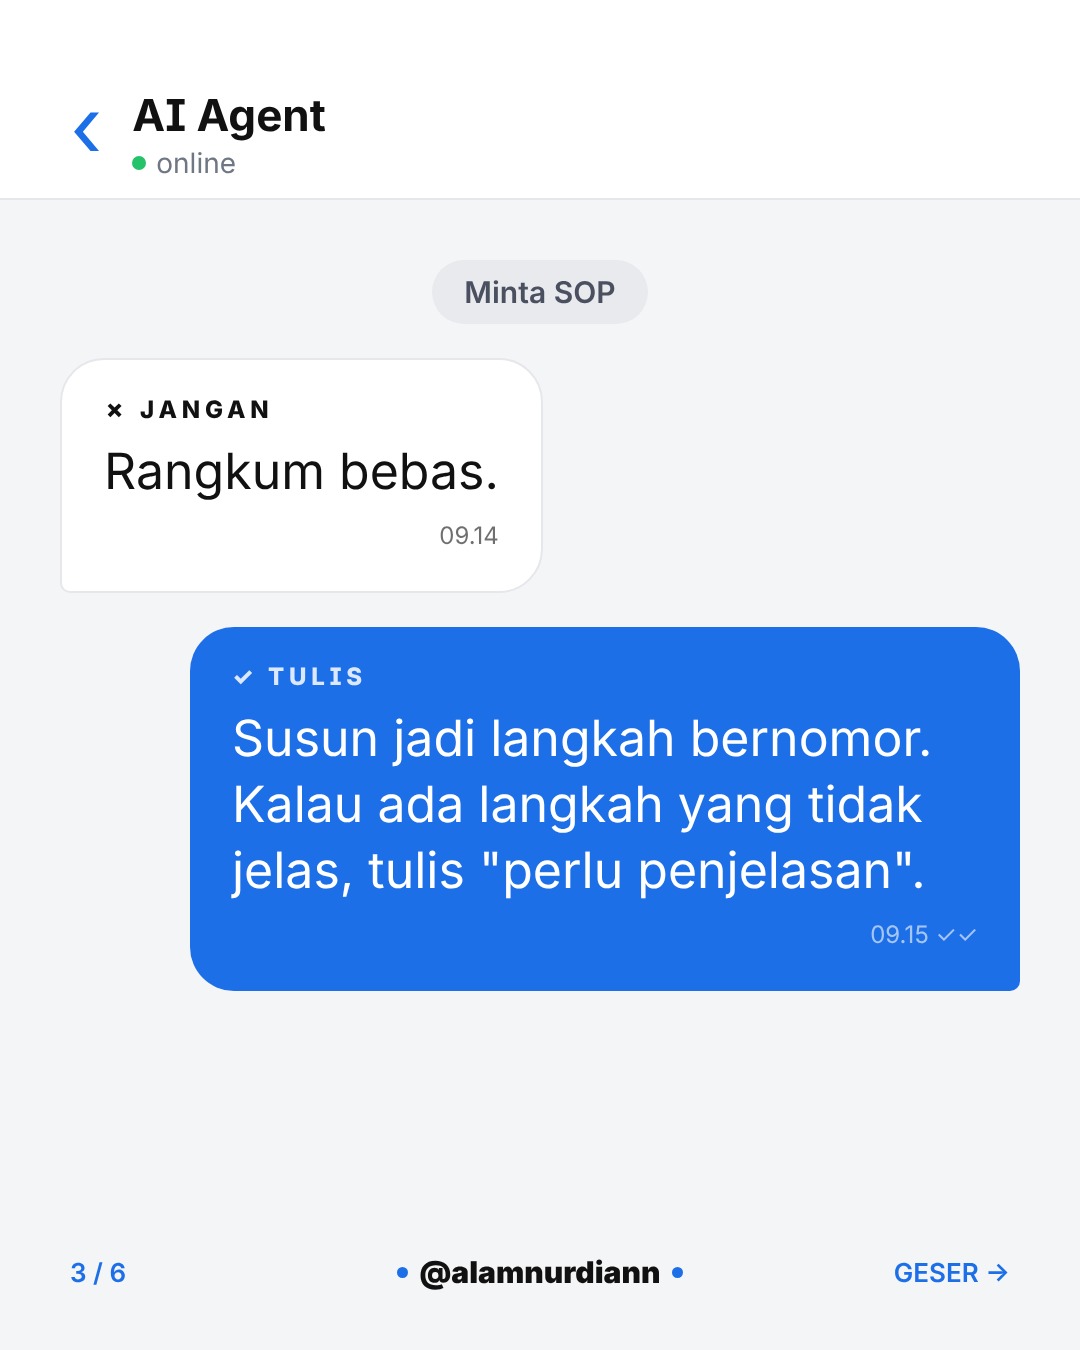 AI Agent
online
Minta SOP
× JANGAN
Rangkum bebas.
09.14
✓ TULIS
Susun jadi langkah bernomor.
Kalau ada langkah yang tidak
jelas, tulis "perlu penjelasan".
09.15 ✓✓
3 / 6
• @alamnurdiann •
GESER →